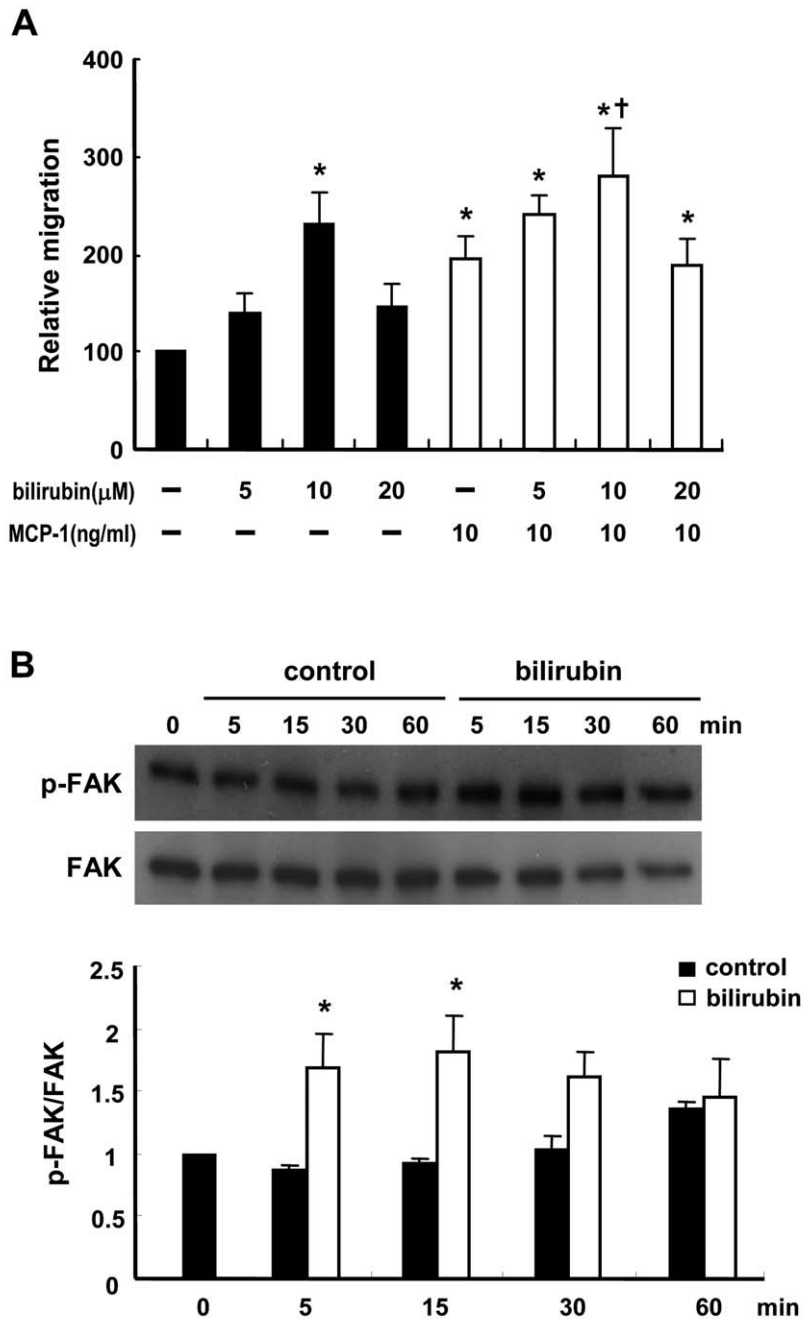 A
400
*†
300
*
*
*
*
200
100
0
Relative migration
bilirubin(μM) – 5 10 20 – 5 10 20
MCP-1(ng/ml) – – – – 10 10 10 10
B
control bilirubin
0 5 15 30 60 5 15 30 60 min
p-FAK
FAK
2.5
control
bilirubin
* *
2
1.5
1
0.5
0
p-FAK/FAK
0 5 15 30 60 min